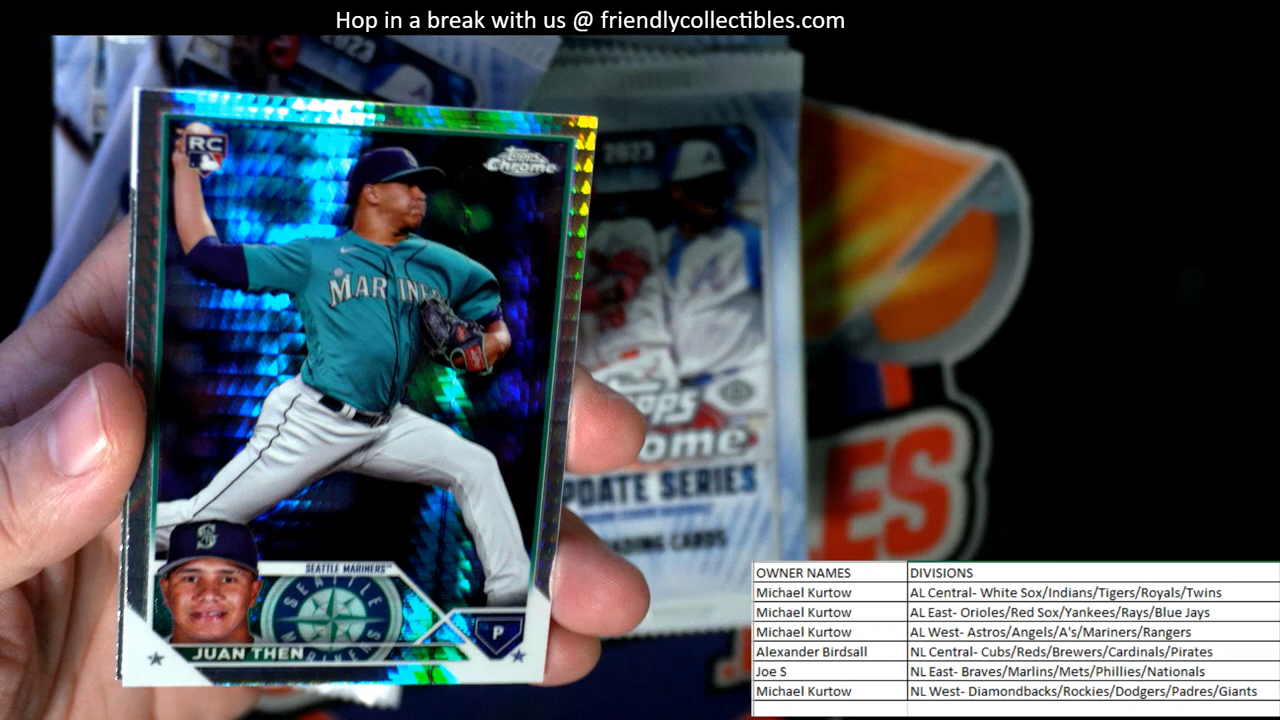 Hop in a break with us @ friendlycollectibles.com
2023
RC
Topps
Chrome
2023
MARINE
SEATTLE MARINERS™
S
SEATTLE
MARINERS
P
JUAN THEN
UPDATE SERIES
TRADING CARDS
OWNER NAMES DIVISIONS
Michael Kurtow AL Central- White Sox/Indians/Tigers/Royals/Twins
Michael Kurtow AL East- Orioles/Red Sox/Yankees/Rays/Blue Jays
Michael Kurtow AL West- Astros/Angels/A's/Mariners/Rangers
Alexander Birdsall NL Central- Cubs/Reds/Brewers/Cardinals/Pirates
Joe S NL East- Braves/Marlins/Mets/Phillies/Nationals
Michael Kurtow NL West- Diamondbacks/Rockies/Dodgers/Padres/Giants